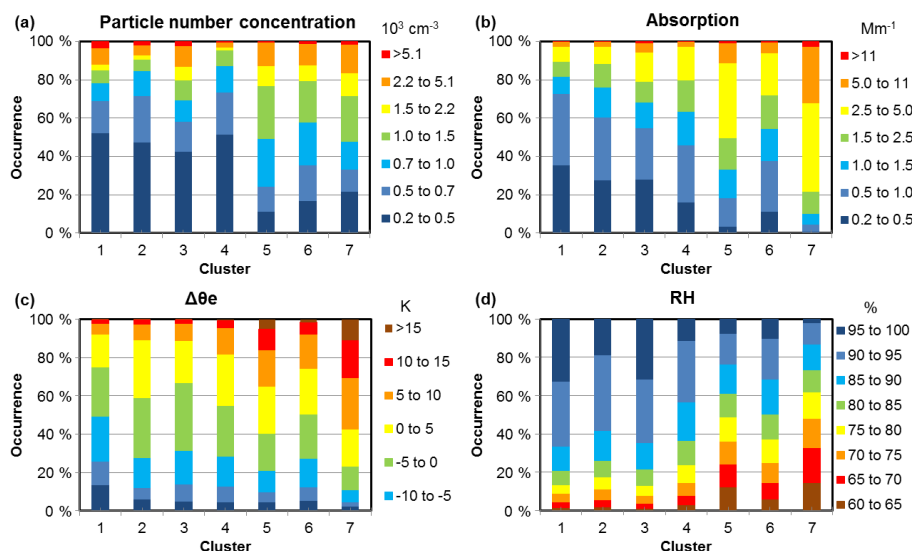 (a) Particle number concentration 10³ cm⁻³
100 %
80 %
60 %
40 %
20 %
0 %
Occurrence
1 2 3 4 5 6 7
Cluster
>5.1
2.2 to 5.1
1.5 to 2.2
1.0 to 1.5
0.7 to 1.0
0.5 to 0.7
0.2 to 0.5
(b) Absorption Mm⁻¹
100 %
80 %
60 %
40 %
20 %
0 %
Occurrence
1 2 3 4 5 6 7
Cluster
>11
5.0 to 11
2.5 to 5.0
1.5 to 2.5
1.0 to 1.5
0.5 to 1.0
0.2 to 0.5
(c) Δθe K
100 %
80 %
60 %
40 %
20 %
0 %
Occurrence
1 2 3 4 5 6 7
Cluster
>15
10 to 15
5 to 10
0 to 5
-5 to 0
-10 to -5
(d) RH %
100 %
80 %
60 %
40 %
20 %
0 %
Occurrence
1 2 3 4 5 6 7
Cluster
95 to 100
90 to 95
85 to 90
80 to 85
75 to 80
70 to 75
65 to 70
60 to 65